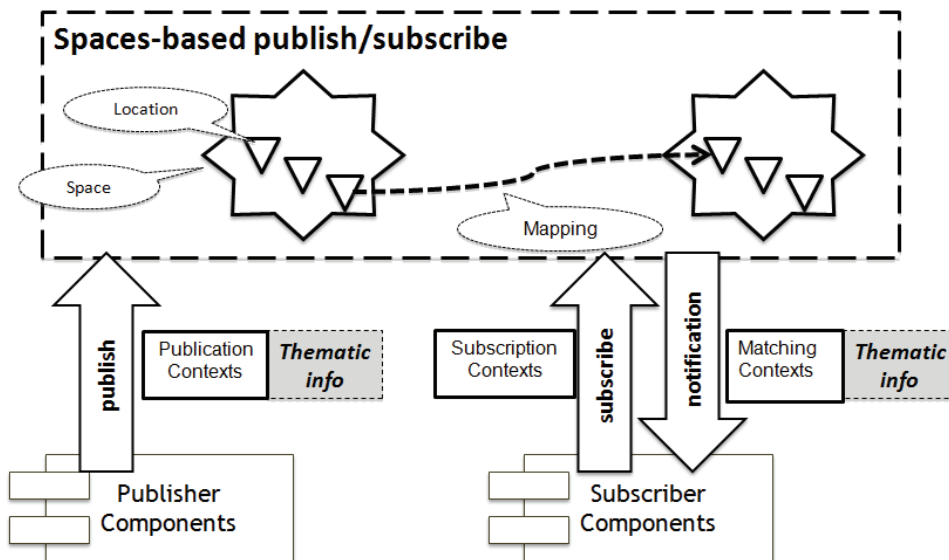 Spaces-based publish/subscribe
Location
Space
Mapping
publish
Publication
Contexts
Thematic
info
Subscription
Contexts
subscribe
notification
Matching
Contexts
Thematic
info
Publisher
Components
Subscriber
Components